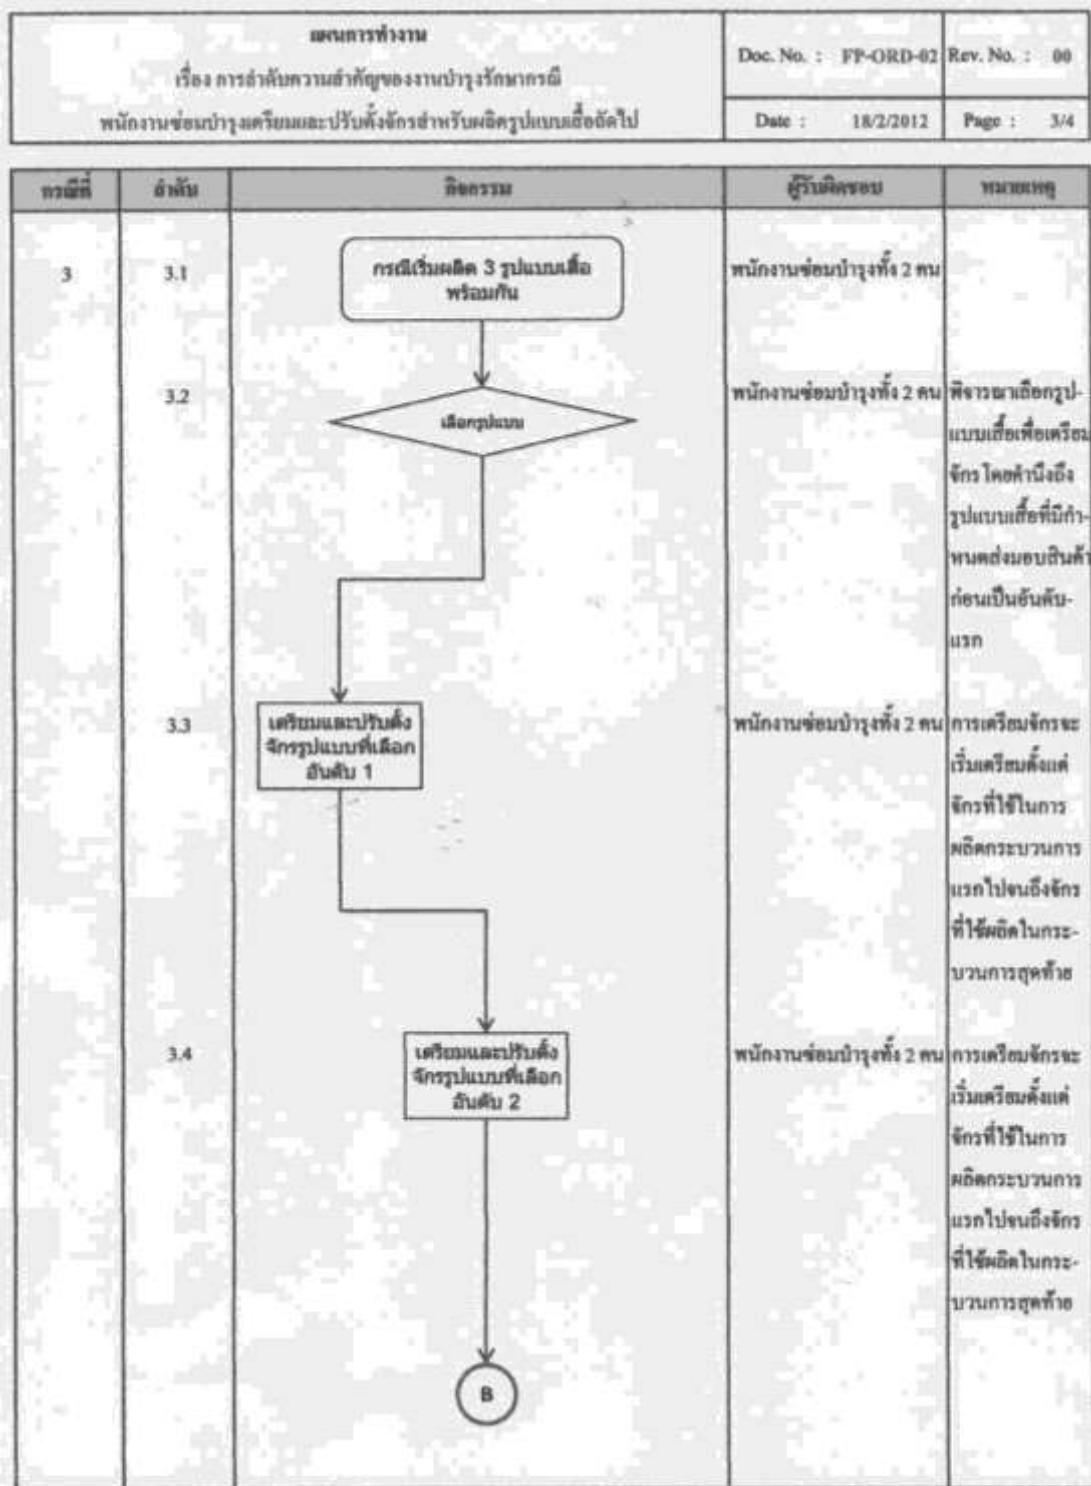 แผนการทำงาน
เรื่อง การลำดับความสำคัญของงานบำรุงรักษากรณี
พนักงานซ่อมบำรุงเตรียมและปรับตั้งจักรสำหรับผลิตรูปแบบเสื้อถัดไป
Doc. No. : FP-ORD-02 Rev. No. : 00
Date : 18/2/2012 Page : 3/4
กรณีที่ ลำดับ กิจกรรม ผู้รับผิดชอบ หมายเหตุ
3 3.1 กรณีเริ่มผลิต 3 รูปแบบเสื้อ
พร้อมกัน
พนักงานซ่อมบำรุงทั้ง 2 คน
3.2 เลือกรูปแบบ
พนักงานซ่อมบำรุงทั้ง 2 คน
พิจารณาเลือกรูป-
แบบเสื้อเพื่อเตรียม
จักร โดยคำนึงถึง
รูปแบบเสื้อที่มีกำ-
หนดส่งมอบสินค้า
ก่อนเป็นอันดับ-
แรก
3.3 เตรียมและปรับตั้ง
จักรรูปแบบที่เลือก
อันดับ 1
พนักงานซ่อมบำรุงทั้ง 2 คน
การเตรียมจักรจะ
เริ่มเตรียมตั้งแต่
จักรที่ใช้ในการ
ผลิตกระบวนการ
แรกไปจนถึงจักร
ที่ใช้ผลิตในกระ-
บวนการสุดท้าย
3.4 เตรียมและปรับตั้ง
จักรรูปแบบที่เลือก
อันดับ 2
พนักงานซ่อมบำรุงทั้ง 2 คน
การเตรียมจักรจะ
เริ่มเตรียมตั้งแต่
จักรที่ใช้ในการ
ผลิตกระบวนการ
แรกไปจนถึงจักร
ที่ใช้ผลิตในกระ-
บวนการสุดท้าย
B